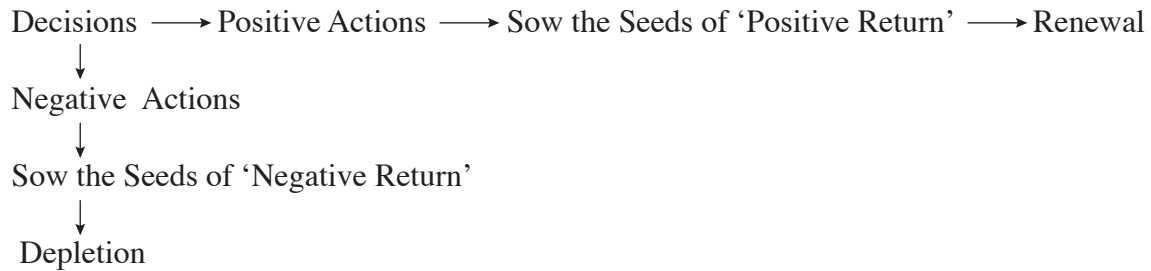 Decisions → Positive Actions → Sow the Seeds of ‘Positive Return’ → Renewal
Negative Actions
Sow the Seeds of ‘Negative Return’
Depletion